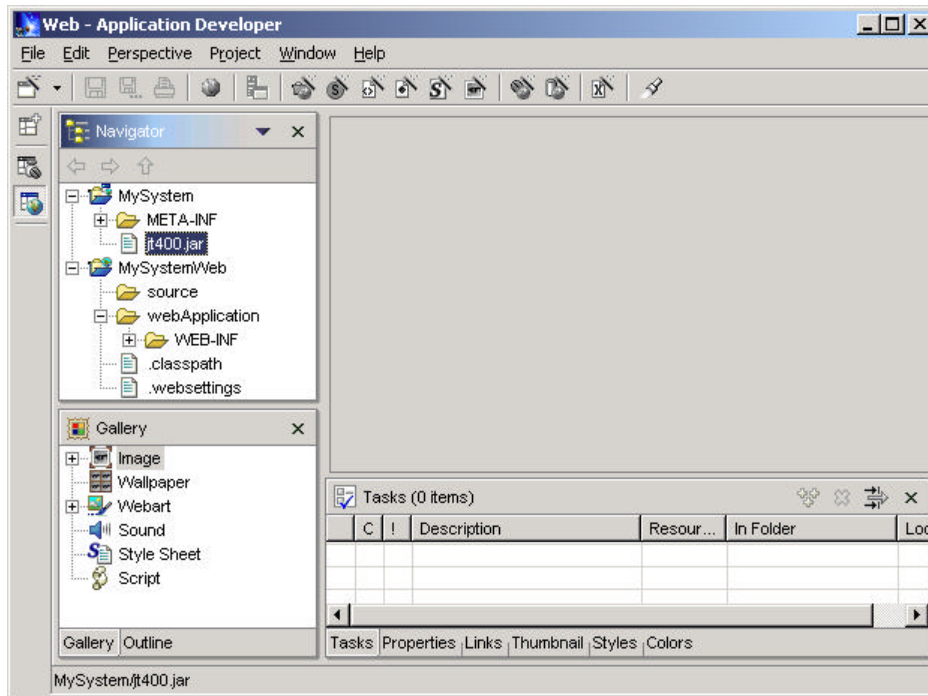 Web - Application Developer
File Edit Perspective Project Window Help
Navigator
MySystem
META-INF
jt400.jar
MySystemWeb
source
webApplication
WEB-INF
.classpath
.websettings
Gallery
Image
Wallpaper
Webart
Sound
Style Sheet
Script
Gallery Outline
Tasks (0 items)
C ! Description Resour... In Folder Loc
Tasks Properties Links Thumbnail Styles Colors
MySystem/jt400.jar